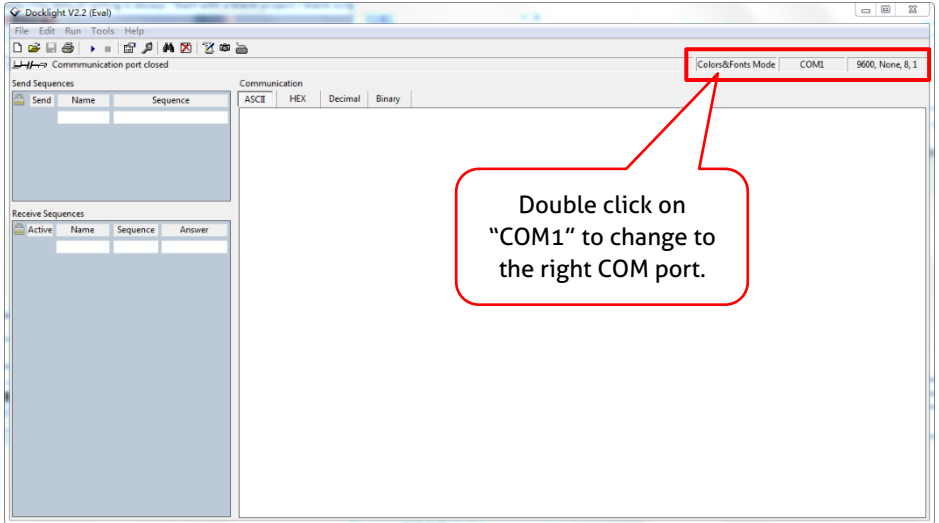 Docklight V2.2 (Eval)
File Edit Run Tools Help
Commmunication port closed
Colors&Fonts Mode COM1 9600, None, 8, 1
Send Sequences
Send Name Sequence
Communication
ASCII HEX Decimal Binary
Double click on
“COM1” to change to
the right COM port.
Receive Sequences
Active Name Sequence Answer